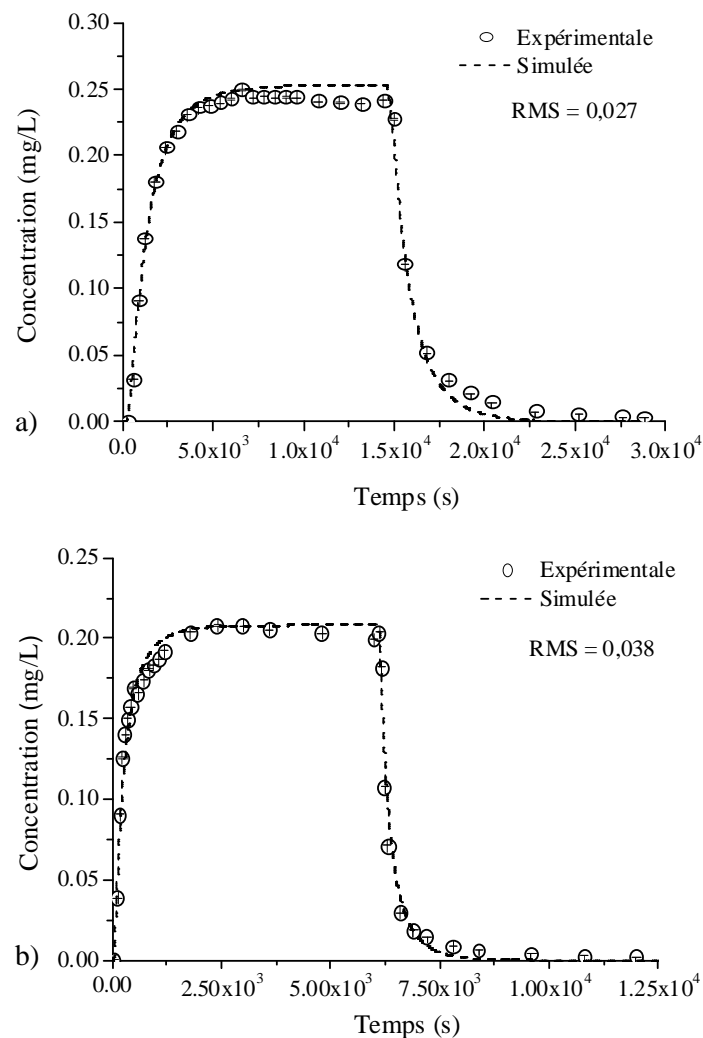 0.30
Expérimentale
Simulée
0.25
RMS = 0,027
0.20
0.15
0.10
0.05
0.00
Concentration (mg/L)
a)
0.0 5.0x10³ 1.0x10⁴ 1.5x10⁴ 2.0x10⁴ 2.5x10⁴ 3.0x10⁴
Temps (s)
0.25
Expérimentale
Simulée
0.20
RMS = 0,038
0.15
0.10
0.05
0.00
Concentration (mg/L)
b)
0.00 2.50x10³ 5.00x10³ 7.50x10³ 1.00x10⁴ 1.25x10⁴
Temps (s)